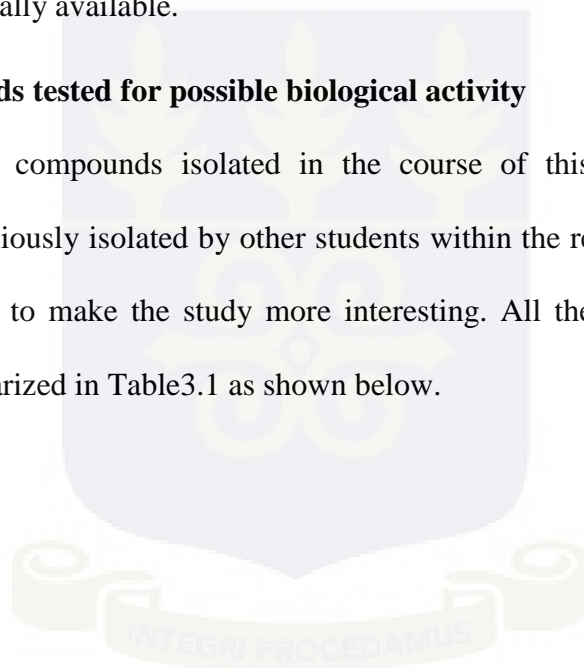 ally available.
ds tested for possible biological activity
compounds isolated in the course of this
iously isolated by other students within the re
to make the study more interesting. All the
arized in Table3.1 as shown below.
INTEGRI PROCEDAMUS